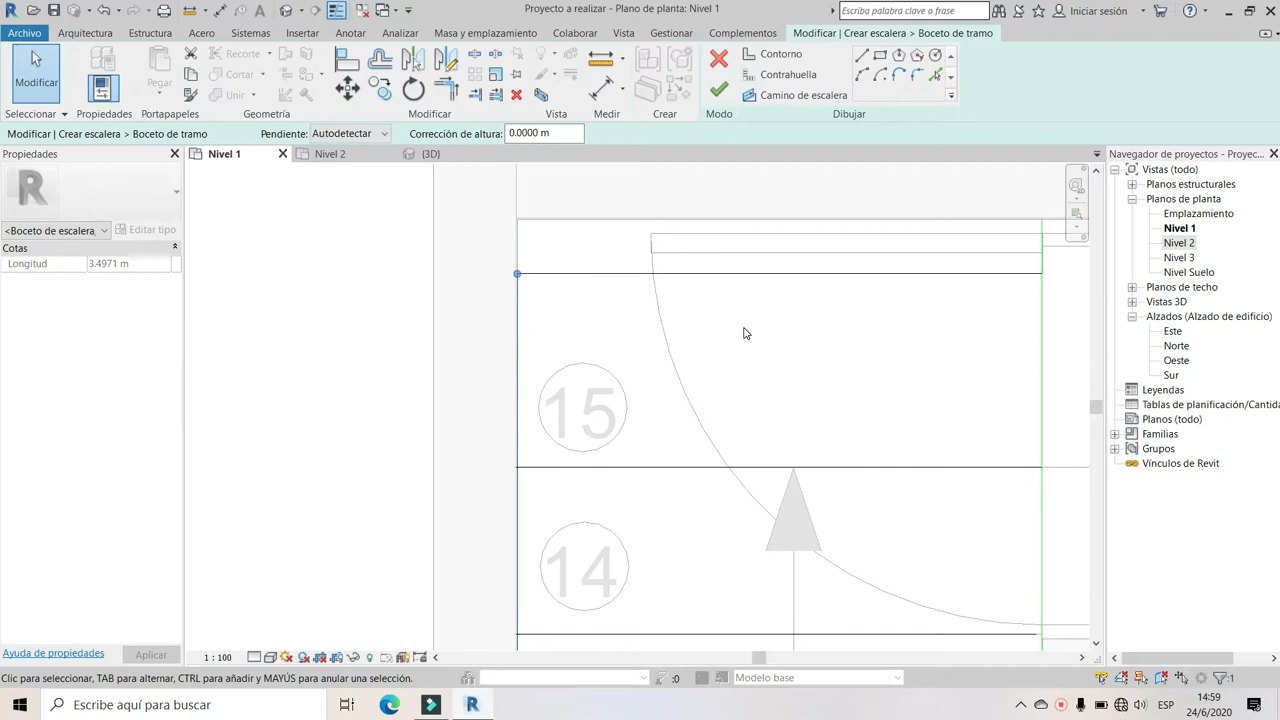 Proyecto a realizar - Plano de planta: Nivel 1
Escriba palabra clave o frase
Iniciar sesión
Archivo Arquitectura Estructura Acero Sistemas Insertar Anotar Analizar Masa y emplazamiento Colaborar Vista Gestionar Complementos Modificar | Crear escalera > Boceto de tramo
Modificar
Pegar
Recorte
Cortar
Unir
Contorno
Contrahuella
Camino de escalera
Seleccionar Propiedades Portapapeles Geometría Modificar Vista Medir Crear Modo Dibujar
Modificar | Crear escalera > Boceto de tramo Pendiente: Autodetectar Corrección de altura: 0.0000 m
Propiedades
Nivel 1
Nivel 2
{3D}
Navegador de proyectos - Proyec...
<Boceto de escalera, Editar tipo
Cotas
Longitud 3.4971 m
Ayuda de propiedades Aplicar
15
14
Vistas (todo)
Planos estructurales
Planos de planta
Emplazamiento
Nivel 1
Nivel 2
Nivel 3
Nivel Suelo
Planos de techo
Vistas 3D
Alzados (Alzado de edificio)
Este
Norte
Oeste
Sur
Leyendas
Tablas de planificación/Cantida
Planos (todo)
Familias
Grupos
Vínculos de Revit
1 : 100
Clic para seleccionar, TAB para alternar, CTRL para añadir y MAYÚS para anular una selección.
:0
Modelo base
:1
Escribe aquí para buscar
ESP
14:59
24/6/2020